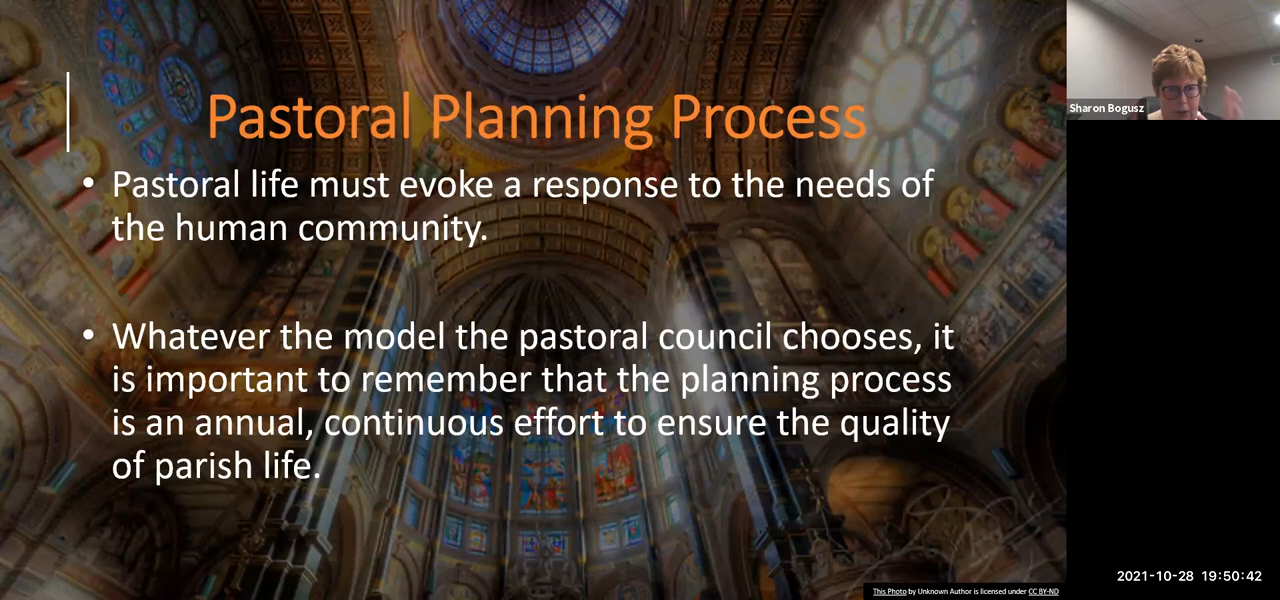 Pastoral Planning Process
• Pastoral life must evoke a response to the needs of
the human community.
• Whatever the model the pastoral council chooses, it
is important to remember that the planning process
is an annual, continuous effort to ensure the quality
of parish life.
This Photo by Unknown Author is licensed under CC BY-ND
Sharon Bogusz
2021-10-28 19:50:42